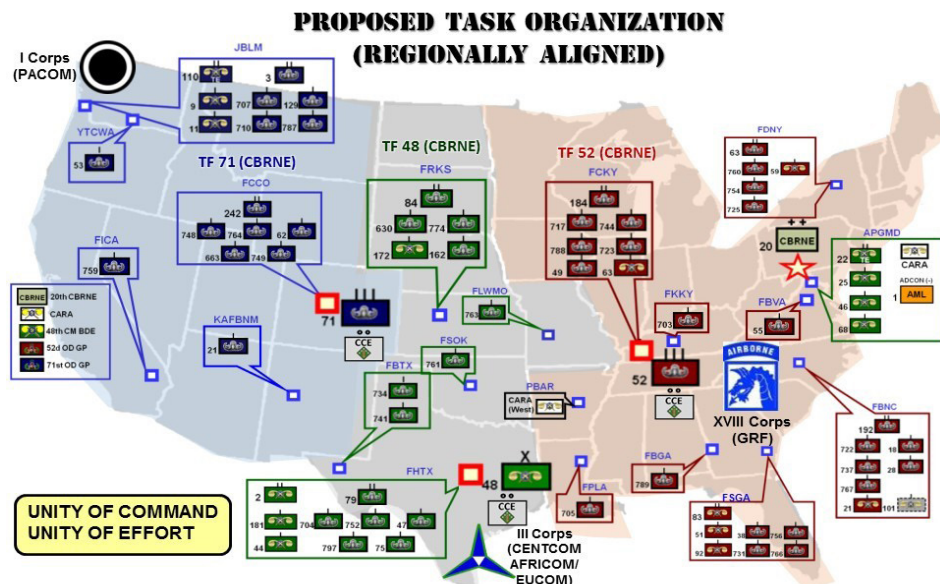 PROPOSED TASK ORGANIZATION
(REGIONALLY ALIGNED)
I Corps
(PACOM)
JBLM
110
TE
3
9
707
129
11
710
787
YTCWA
53
TF 71 (CBRNE)
FCCO
242
748
764
62
663
749
71
CCE
FICA
759
CBRNE 20th CBRNE
CARA
48th CM BDE
52d OD GP
71st OD GP
KAFBNM
21
TF 48 (CBRNE)
FRKS
84
630
774
172
162
FLWMO
763
FSOK
761
FBTX
734
741
PBAR
CARA
(West)
FHTX
2
79
181
704
752
47
44
797
75
X
48
CCE
III Corps
(CENTCOM
AFRICOM/
EUCOM)
UNITY OF COMMAND
UNITY OF EFFORT
TF 52 (CBRNE)
FCKY
184
717
744
788
723
49
63
FKKY
703
52
CCE
FPLA
705
FBGA
789
FSGA
83
51
38
756
92
731
766
FDNY
63
760
59
754
725
++
20
CBRNE
APGMD
22
TE
CARA
25
ADCON (-)
46
1
AML
68
FBVA
55
AIRBORNE
XVIII Corps
(GRF)
FBNC
192
722
18
737
28
767
21
101